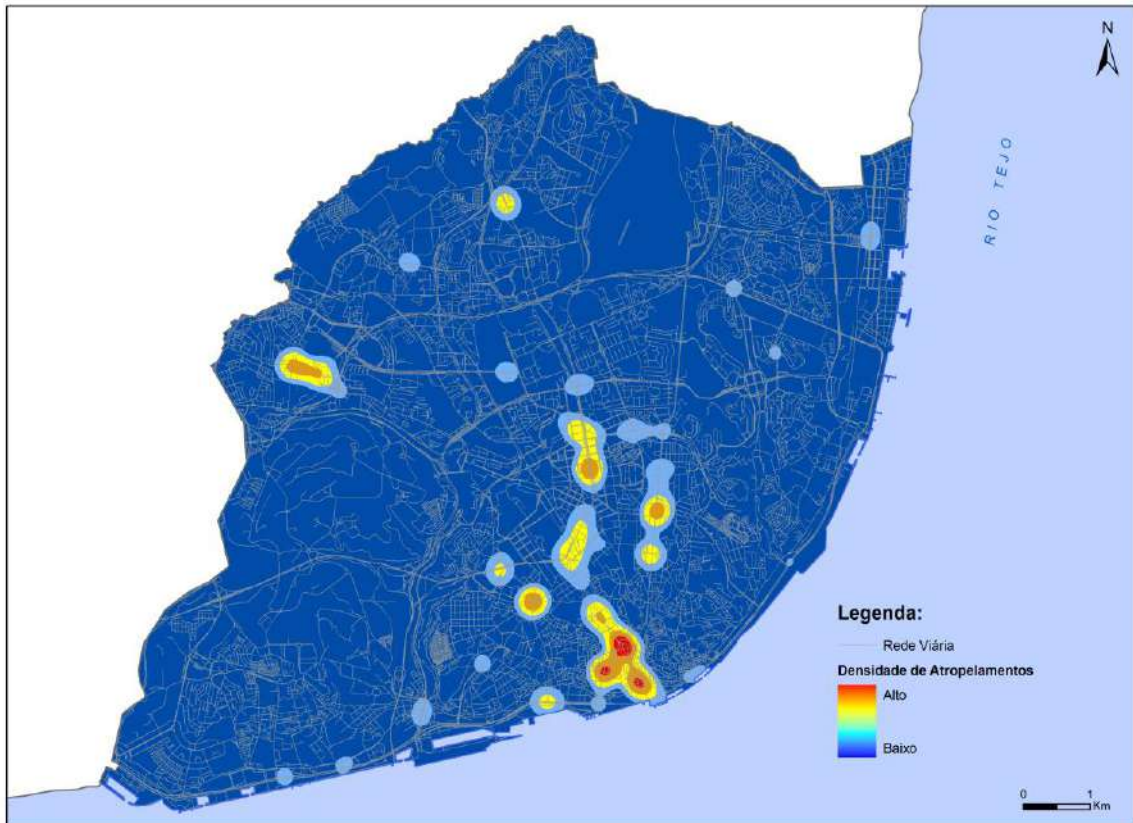 N
RIO TEJO
Legenda:
Rede Viária
Densidade de Atropelamentos
Alto
Baixo
0 1
Km